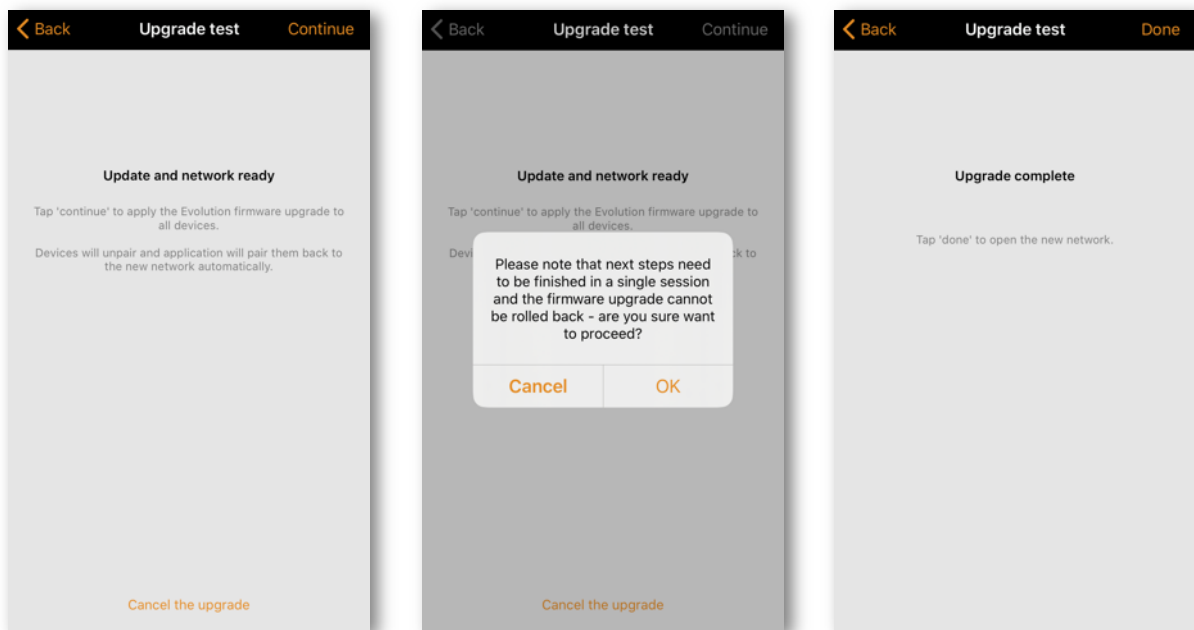 Back Upgrade test Continue
Update and network ready
Tap 'continue' to apply the Evolution firmware upgrade to
all devices.
Devices will unpair and application will pair them back to
the new network automatically.
Cancel the upgrade
Back Upgrade test Continue
Update and network ready
Tap 'continue' to apply the Evolution firmware upgrade to
all devices.
Devi ck to
Please note that next steps need
to be finished in a single session
and the firmware upgrade cannot
be rolled back - are you sure want
to proceed?
Cancel OK
Cancel the upgrade
Back Upgrade test Done
Upgrade complete
Tap 'done' to open the new network.